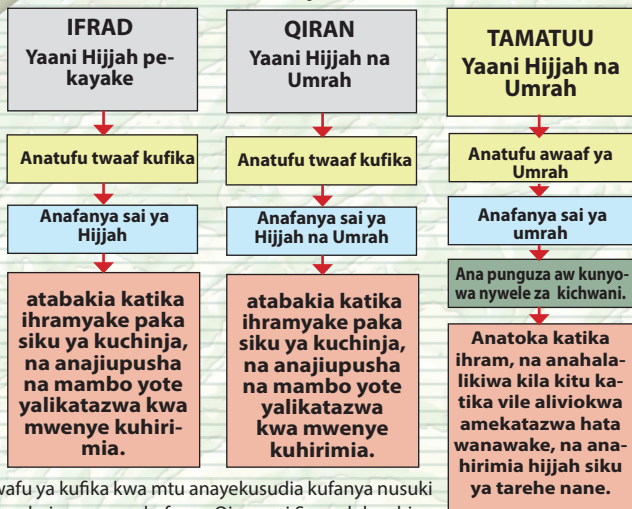 IFRAD
Yaani Hijjah pe-
kayake
Anatufu twaaf kufika
Anafanya sai ya
Hijjah
atabakia katika
ihramyake paka
siku ya kuchinja,
na anajiupusha
na mambo yote
yalikatazwa kwa
mwenye kuhiri-
mia.
QIRAN
Yaani Hijjah na
Umrah
Anatufu twaaf kufika
Anafanya sai ya
Hijjah na Umrah
atabakia katika
ihramyake paka
siku ya kuchinja,
na anajiupusha
na mambo yote
yalikatazwa
kwa mwenye
kuhirimia.
TAMATUU
Yaani Hijjah na
Umrah
Anatufu awaaf ya
Umrah
Anafanya sai ya
umrah
Ana punguza aw kunyo-
wa nywele za kichwani.
Anatoka katika
ihram, na anahala-
likiwa kila kitu ka-
tika vile aliviokwa
amekatazwa hata
wanawake, na ana-
hirimia hijjah siku
ya tarehe nane.
wafu ya kufika kwa mtu anayekusudia kufanya nusuki